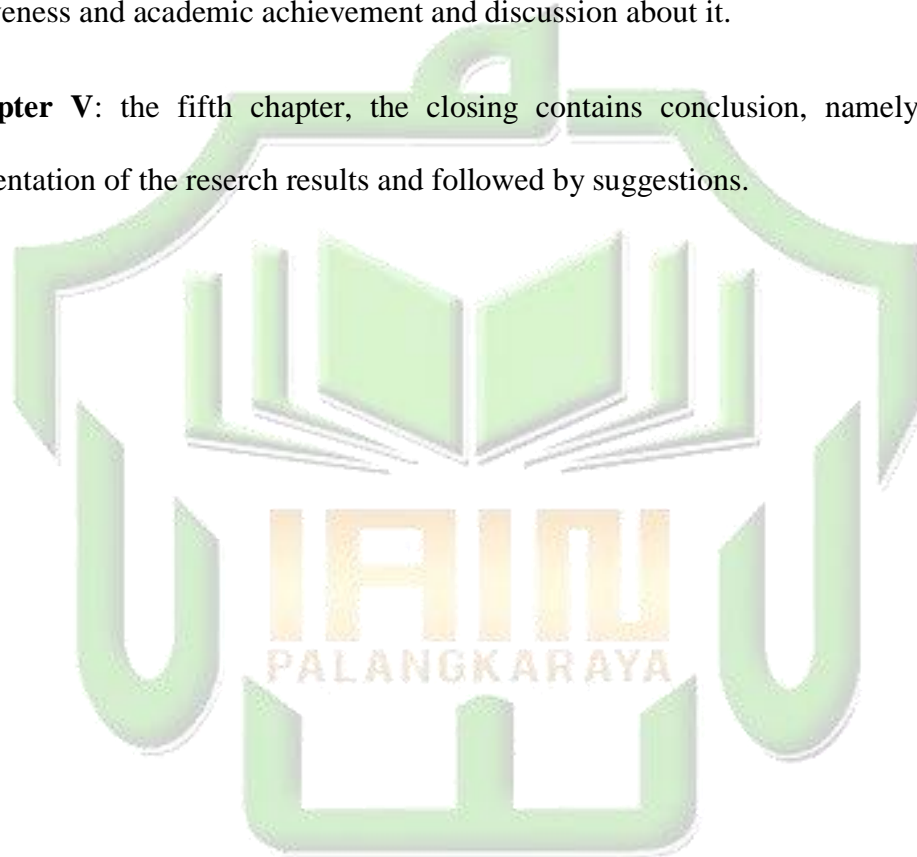 veness and academic achievement and discussion about it.
pter V: the fifth chapter, the closing contains conclusion, namely
entation of the reserch results and followed by suggestions.
IAIN
PALANGKARAYA